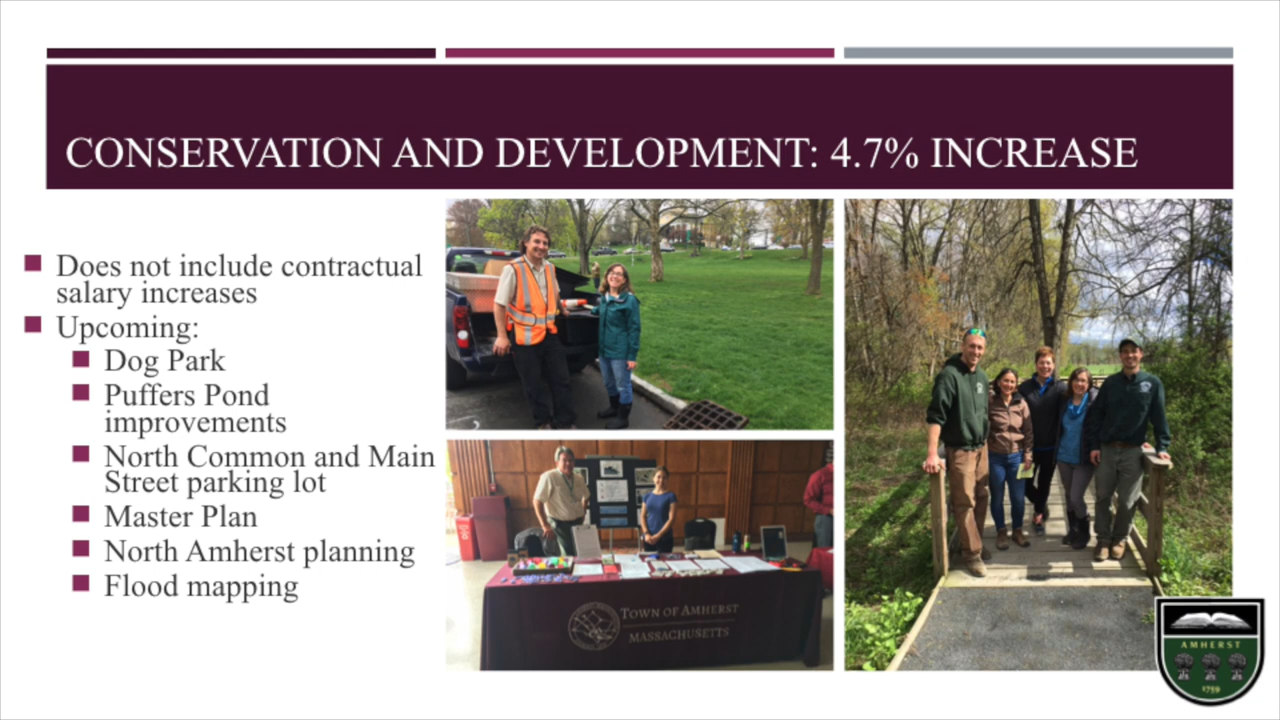 CONSERVATION AND DEVELOPMENT: 4.7% INCREASE
Does not include contractual
salary increases
Upcoming:
Dog Park
Puffers Pond
improvements
North Common and Main
Street parking lot
Master Plan
North Amherst planning
Flood mapping
TOWN OF AMHERST
MASSACHUSETTS
AMHERST
1759